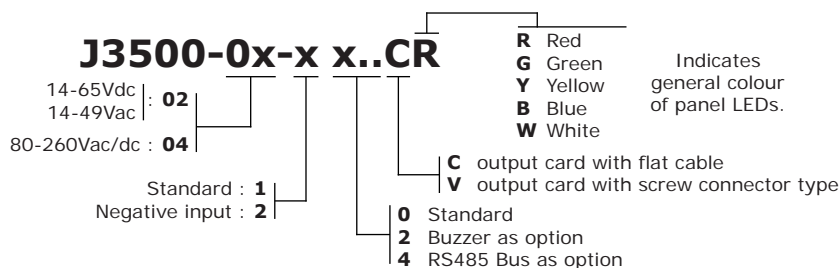 J3500-0x-x x..CR
R Red
G Green
Y Yellow
B Blue
W White
Indicates
general colour
of panel LEDs.
14-65Vdc
14-49Vac : 02
80-260Vac/dc : 04
C output card with flat cable
V output card with screw connector type
Standard : 1
Negative input : 2
0 Standard
2 Buzzer as option
4 RS485 Bus as option